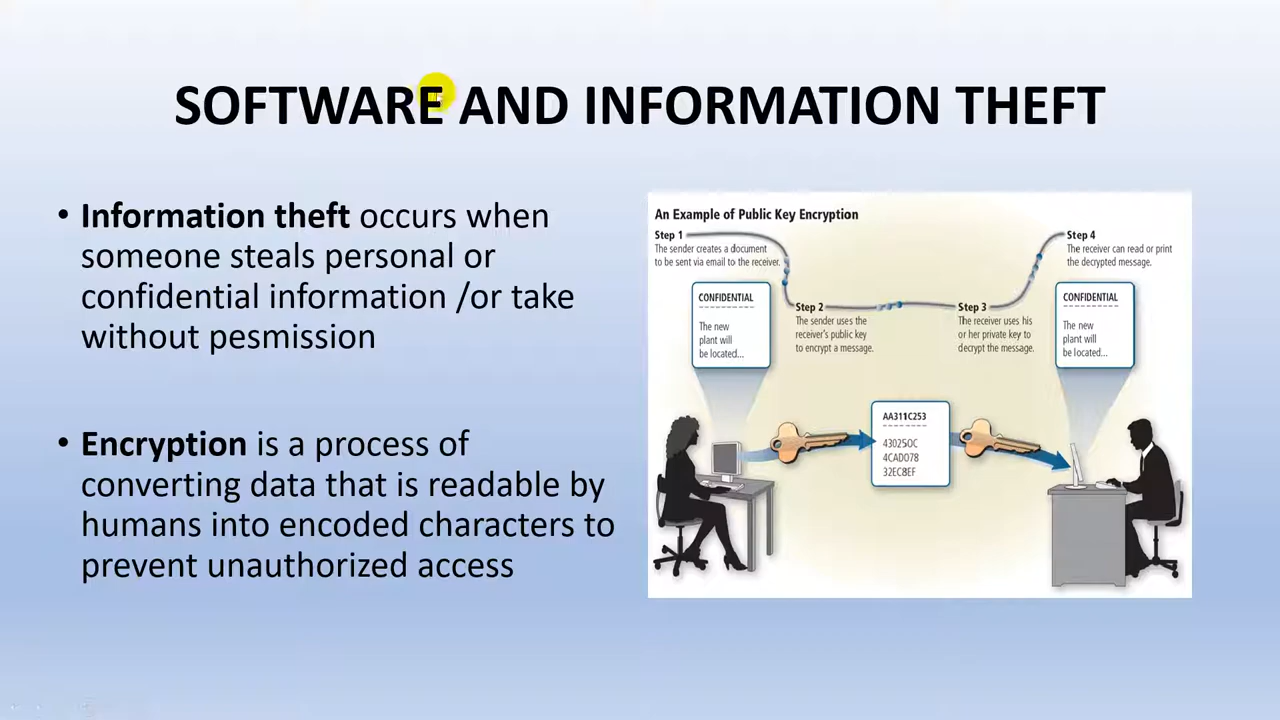 SOFTWARE AND INFORMATION THEFT
• Information theft occurs when
someone steals personal or
confidential information /or take
without pesmission
• Encryption is a process of
converting data that is readable by
humans into encoded characters to
prevent unauthorized access
An Example of Public Key Encryption
Step 1
The sender creates a document
to be sent via email to the receiver.
CONFIDENTIAL
The new
plant will
be located...
Step 2
The sender uses the
receiver's public key
to encrypt a message.
Step 3
The receiver uses his
or her private key to
decrypt the message.
Step 4
The receiver can read or print
the decrypted message.
CONFIDENTIAL
The new
plant will
be located...
AA311C253
430250C
4CAD078
32EC8EF